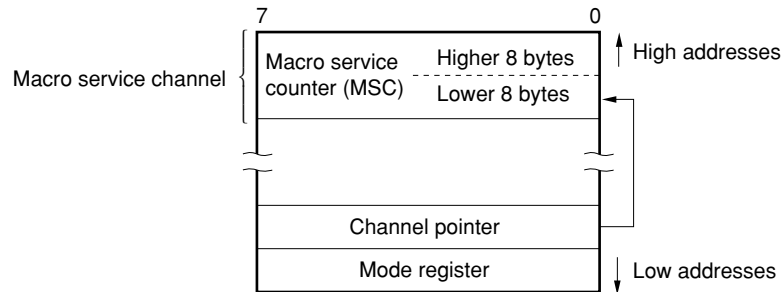 7 0
Macro service channel
Macro service
counter (MSC)
Higher 8 bytes
Lower 8 bytes
High addresses
Channel pointer
Mode register
Low addresses